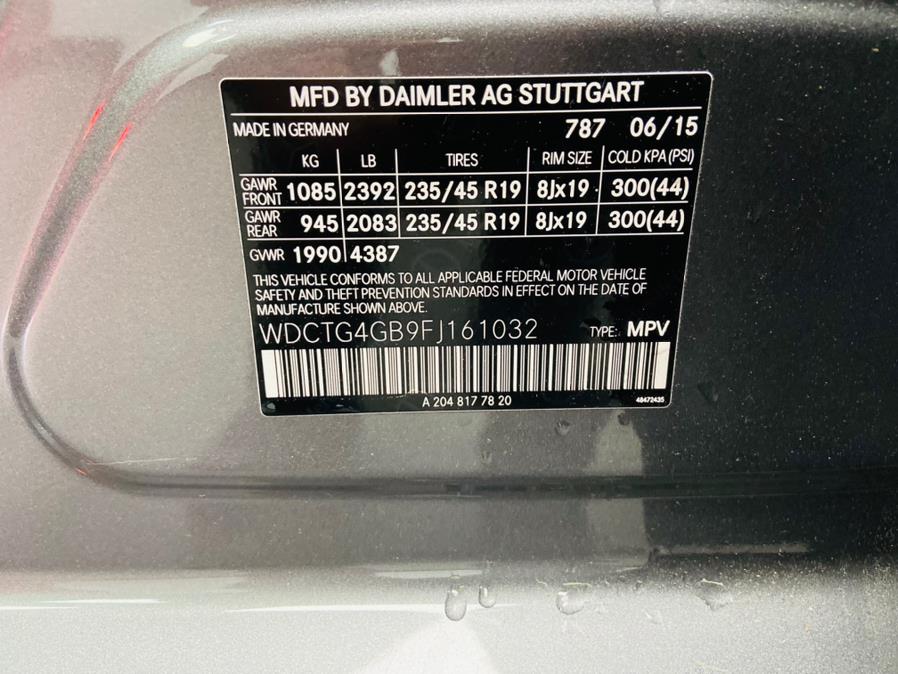 MFD BY DAIMLER AG STUTTGART
MADE IN GERMANY 787 06/15
KG LB TIRES RIM SIZE COLD KPA (PSI)
GAWR FRONT 1085 2392 235/45 R19 8Jx19 300(44)
GAWR REAR 945 2083 235/45 R19 8Jx19 300(44)
GVWR 1990 4387
THIS VEHICLE CONFORMS TO ALL APPLICABLE FEDERAL MOTOR VEHICLE
SAFETY AND THEFT PREVENTION STANDARDS IN EFFECT ON THE DATE OF
MANUFACTURE SHOWN ABOVE.
WDCTG4GB9FJ161032 TYPE: MPV
A 204 817 78 20 48472435